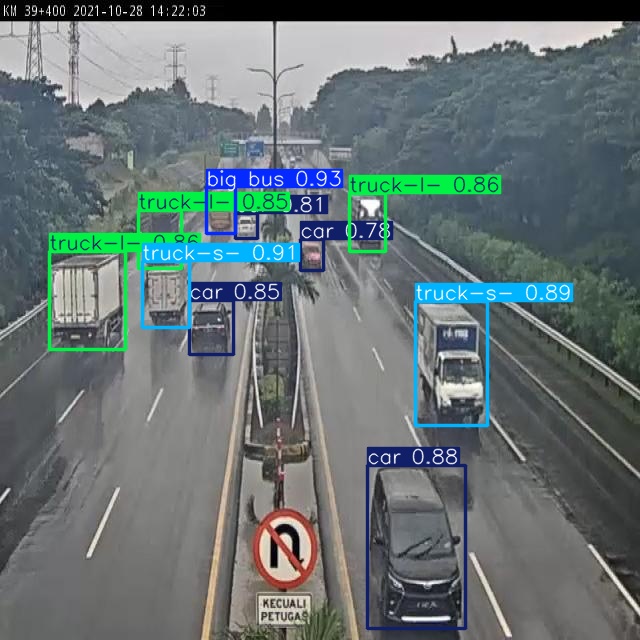 KM 39+400 2021-10-28 14:22:03
big bus 0.93
truck-l- 0.86
truck-l- 0.85
.81
car 0.78
truck-l- 0.86
truck-s- 0.91
car 0.85
truck-s- 0.89
car 0.88
KECUALI
PETUGAS